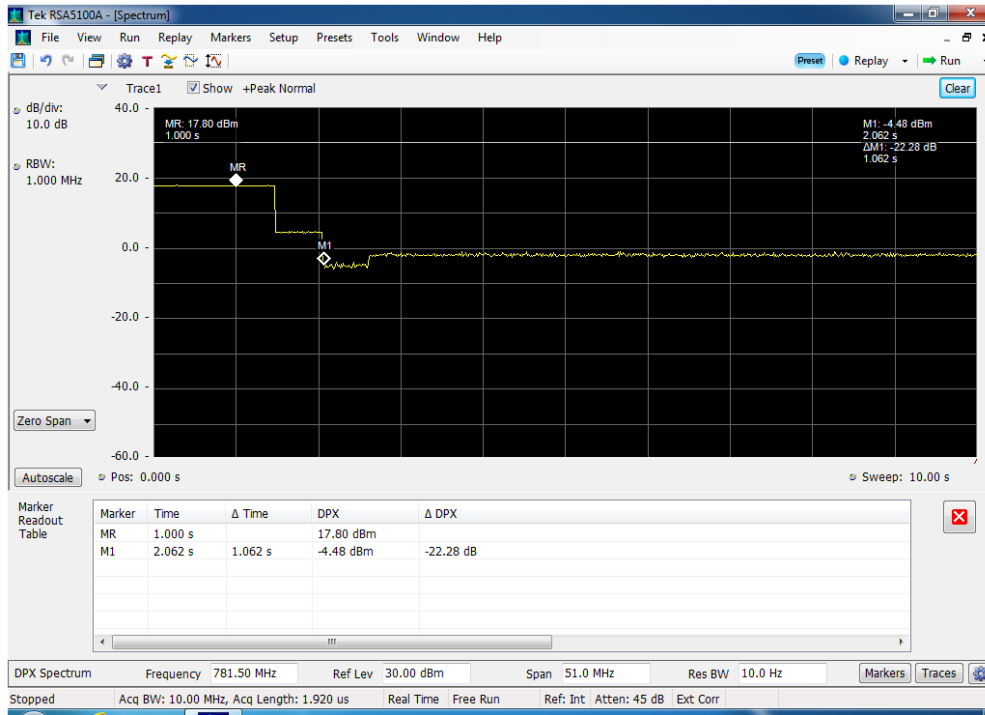 Tek RSA5100A - [Spectrum]
File View Run Replay Markers Setup Presets Tools Window Help
T Preset Replay Run
Trace1 Show +Peak Normal Clear
dB/div:
10.0 dB
RBW:
1.000 MHz
40.0 -
20.0 -
0.0 -
-20.0 -
-40.0 -
-60.0 -
MR: 17.80 dBm
1.000 s
M1: -4.48 dBm
2.062 s
ΔM1: -22.28 dB
1.062 s
MR
M1
Zero Span
Autoscale Pos: 0.000 s Sweep: 10.00 s
Marker
Readout
Table
Marker Time Δ Time DPX Δ DPX
MR 1.000 s 17.80 dBm
M1 2.062 s 1.062 s -4.48 dBm -22.28 dB
DPX Spectrum Frequency 781.50 MHz Ref Lev 30.00 dBm Span 51.0 MHz Res BW 10.0 Hz Markers Traces
Stopped Acq BW: 10.00 MHz, Acq Length: 1.920 us Real Time Free Run Ref: Int Atten: 45 dB Ext Corr